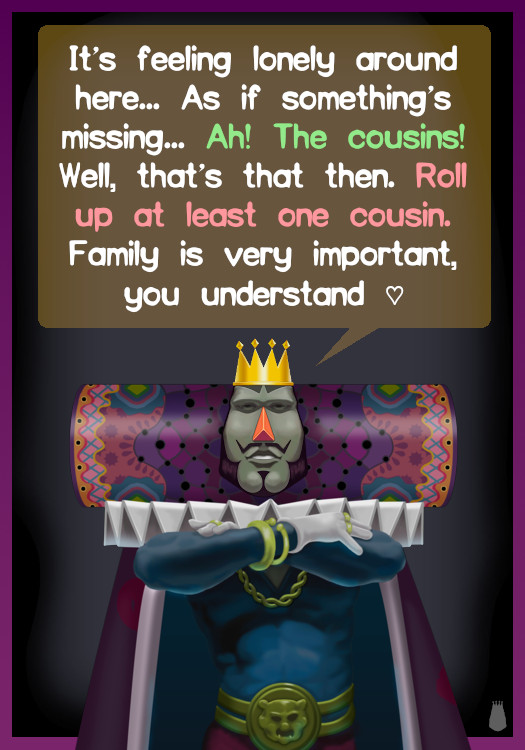 It's feeling lonely around
here... As if something's
missing... Ah! The cousins!
Well, that's that then. Roll
up at least one cousin.
Family is very important,
you understand ♡